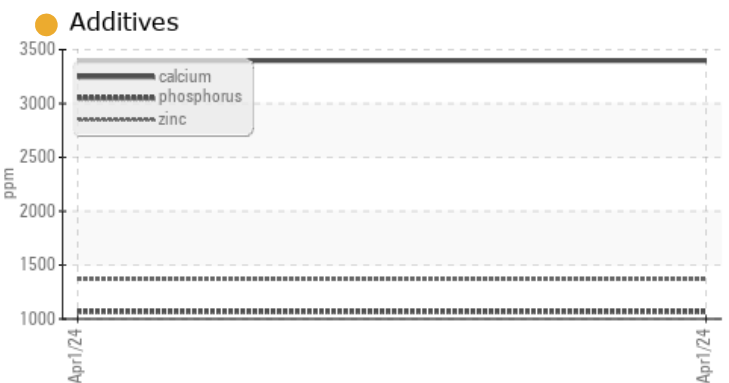 Additives
3500
3000
2500
2000
1500
1000
ppm
calcium
phosphorus
zinc
Apr1/24
Apr1/24